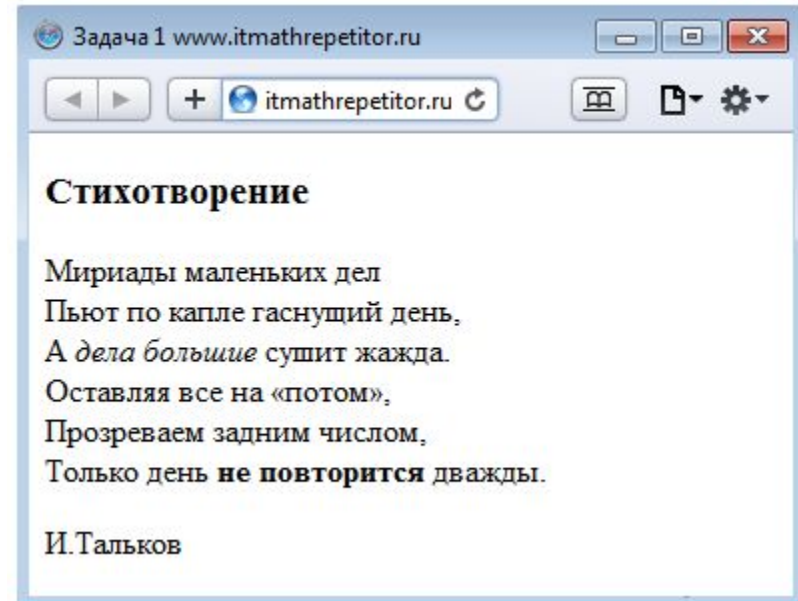 Задача 1 www.itmathrepetitor.ru
itmathrepetitor.ru
Стихотворение
Мириады маленьких дел
Пьют по капле гаснущий день,
А дела большие сушит жажда.
Оставляя все на «потом»,
Прозреваем задним числом,
Только день не повторится дважды.
И.Тальков